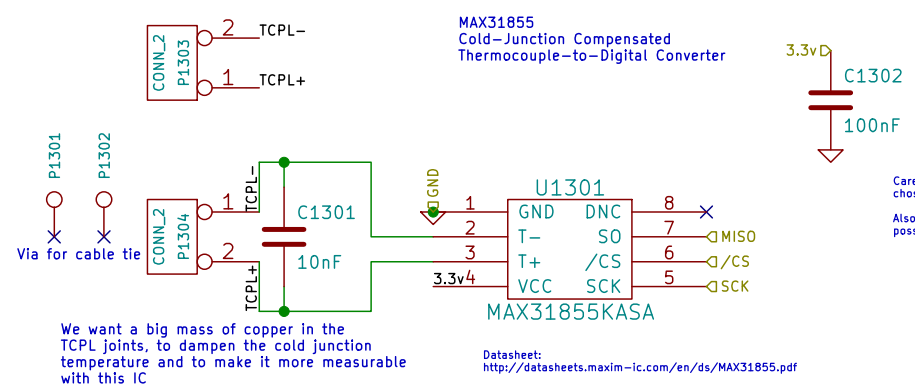 MAX31855
Cold-Junction Compensated
Thermocouple-to-Digital Converter
CONN_2
P1303
2
TCPL-
1
TCPL+
3.3v
C1302
100nF
P1301
P1302
Via for cable tie
CONN_2
P1304
1
TCPL-
2
TCPL+
C1301
10nF
GND
U1301
1
GND
DNC
8
2
T-
SO
7
MISO
3
T+
/CS
6
/CS
3.3v
4
VCC
SCK
5
SCK
MAX31855KASA
Care
chos
Also
poss
We want a big mass of copper in the
TCPL joints, to dampen the cold junction
temperature and to make it more measurable
with this IC
Datasheet:
http://datasheets.maxim-ic.com/en/ds/MAX31855.pdf